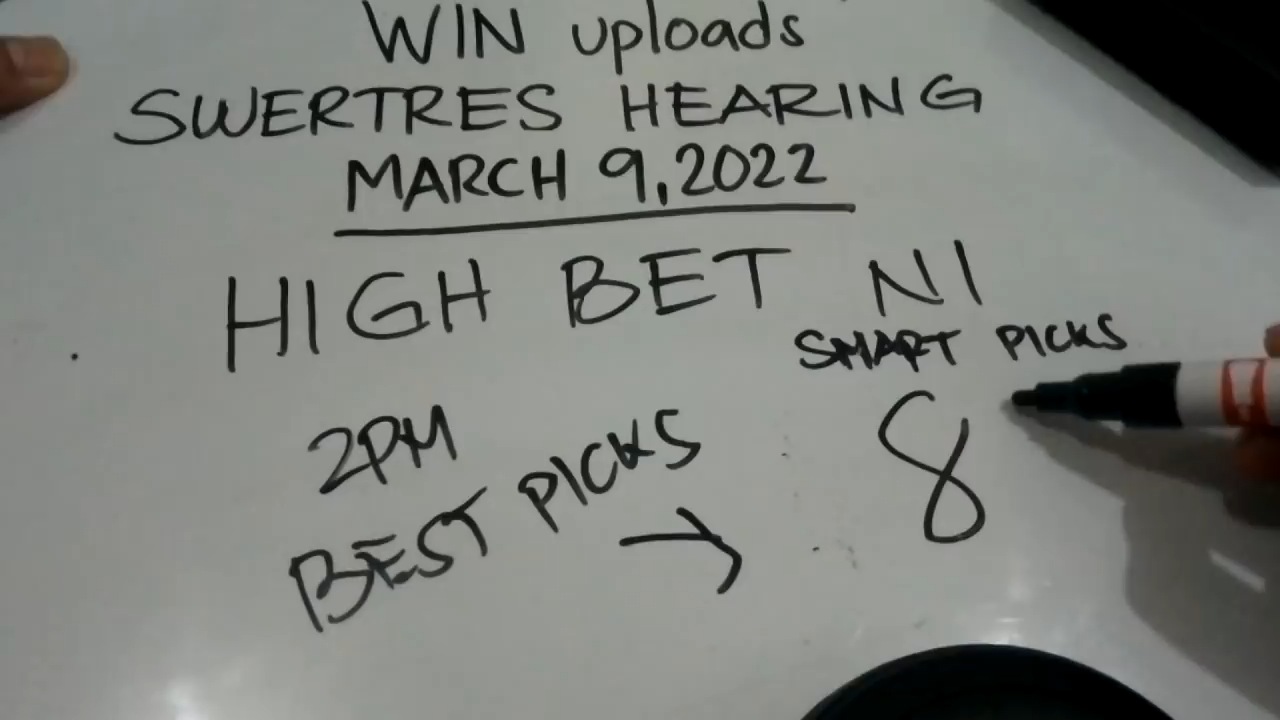 WIN uploads
SWERTRES HEARING
MARCH 9, 2022
HIGH BET NI
SMART PICKS
2PM
BEST PICKS →
8